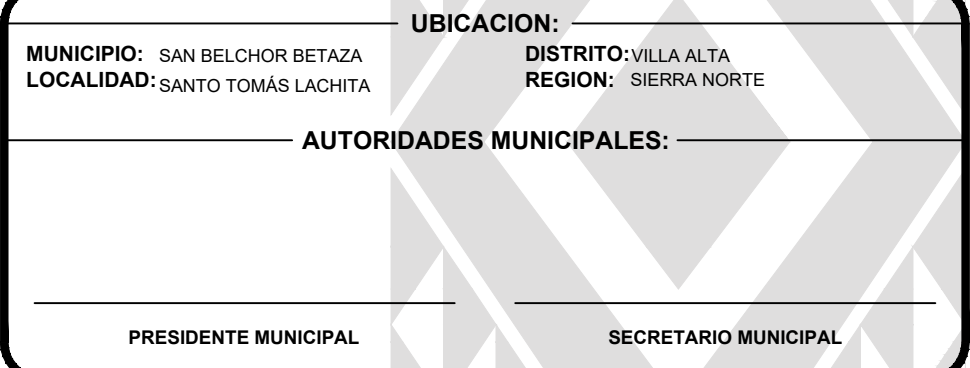 UBICACION:
MUNICIPIO: SAN BELCHOR BETAZA DISTRITO: VILLA ALTA
LOCALIDAD: SANTO TOMÁS LACHITA REGION: SIERRA NORTE
AUTORIDADES MUNICIPALES:
PRESIDENTE MUNICIPAL SECRETARIO MUNICIPAL